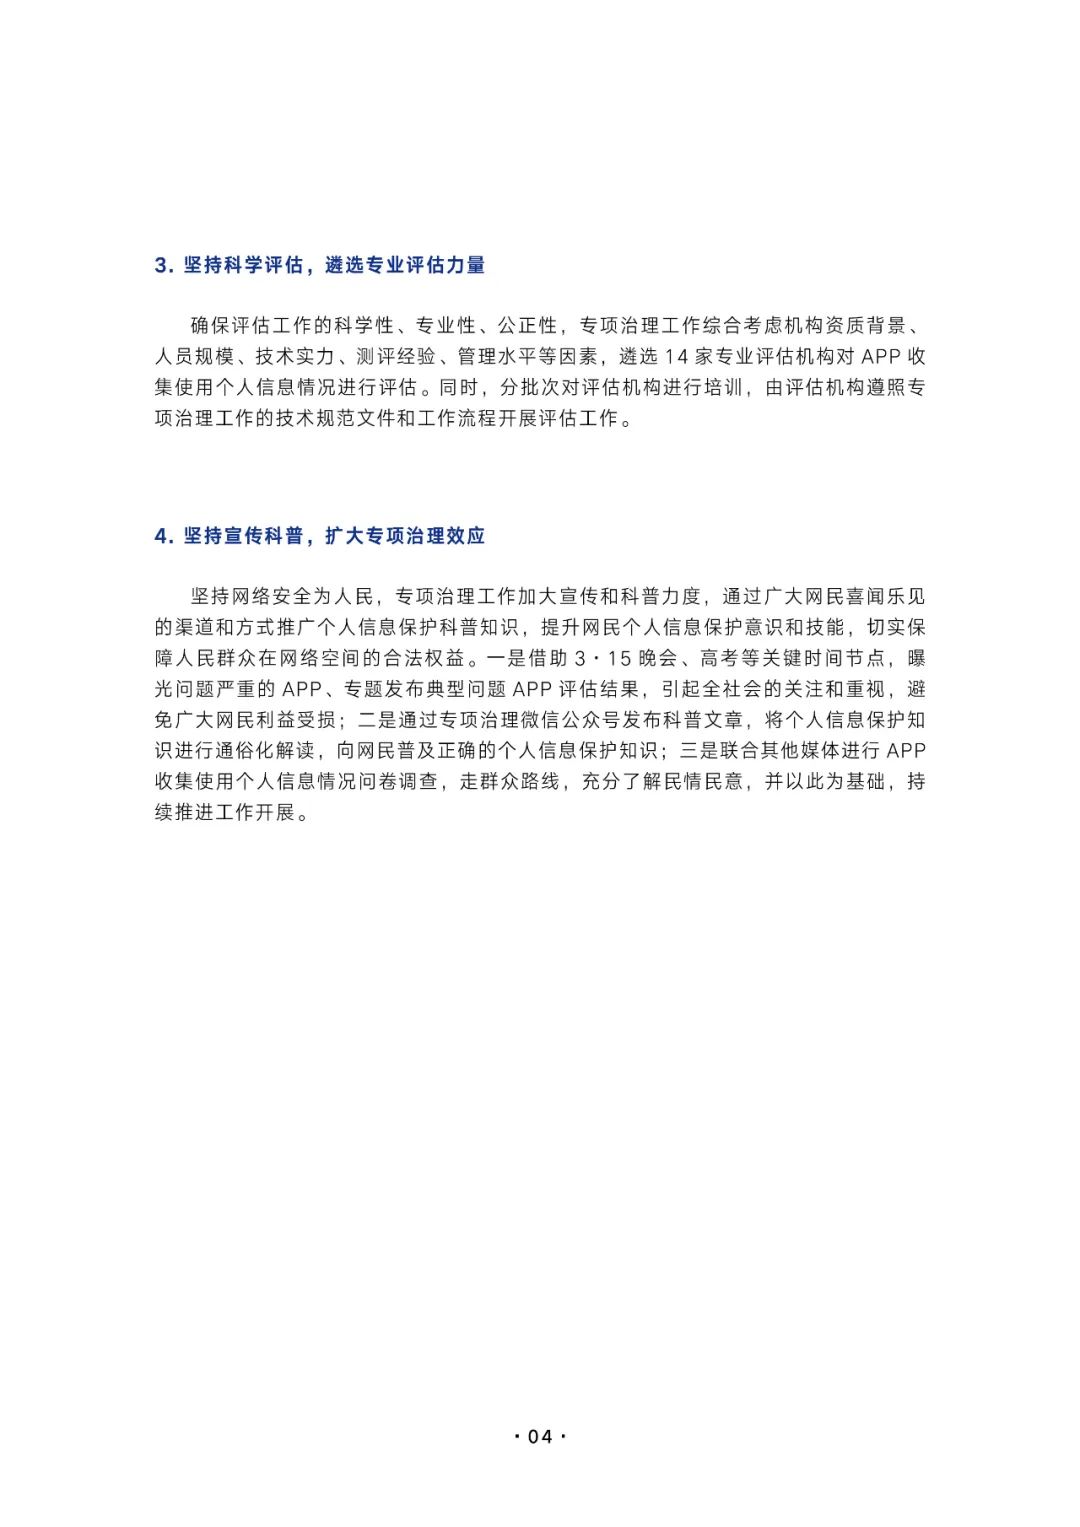 3. 坚持科学评估，遴选专业评估力量
确保评估工作的科学性、专业性、公正性，专项治理工作综合考虑机构资质背景、
人员规模、技术实力、测评经验、管理水平等因素，遴选 14 家专业评估机构对 APP 收
集使用个人信息情况进行评估。同时，分批次对评估机构进行培训，由评估机构遵照专
项治理工作的技术规范文件和工作流程开展评估工作。
4. 坚持宣传科普，扩大专项治理效应
坚持网络安全为人民，专项治理工作加大宣传和科普力度，通过广大网民喜闻乐见
的渠道和方式推广个人信息保护科普知识，提升网民个人信息保护意识和技能，切实保
障人民群众在网络空间的合法权益。一是借助 3·15 晚会、高考等关键时间节点，曝
光问题严重的 APP、专题发布典型问题 APP 评估结果，引起全社会的关注和重视，避
免广大网民利益受损；二是通过专项治理微信公众号发布科普文章，将个人信息保护知
识进行通俗化解读，向网民普及正确的个人信息保护知识；三是联合其他媒体进行 APP
收集使用个人信息情况问卷调查，走群众路线，充分了解民情民意，并以此为基础，持
续推进工作开展。
· 04 ·